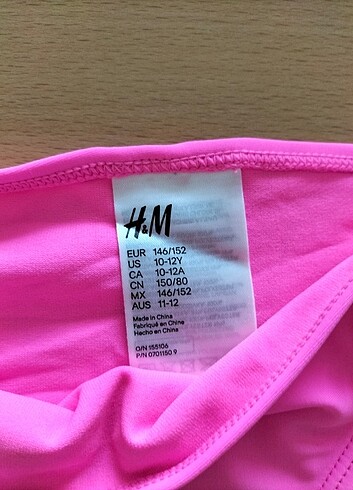 H&M
EUR 146/152
US 10-12Y
CA 10-12A
CN 150/80
MX 146/152
AUS 11-12
Made in China
Fabriqué en Chine
Hecho en China
O/N 155106
P/N 0701150 9